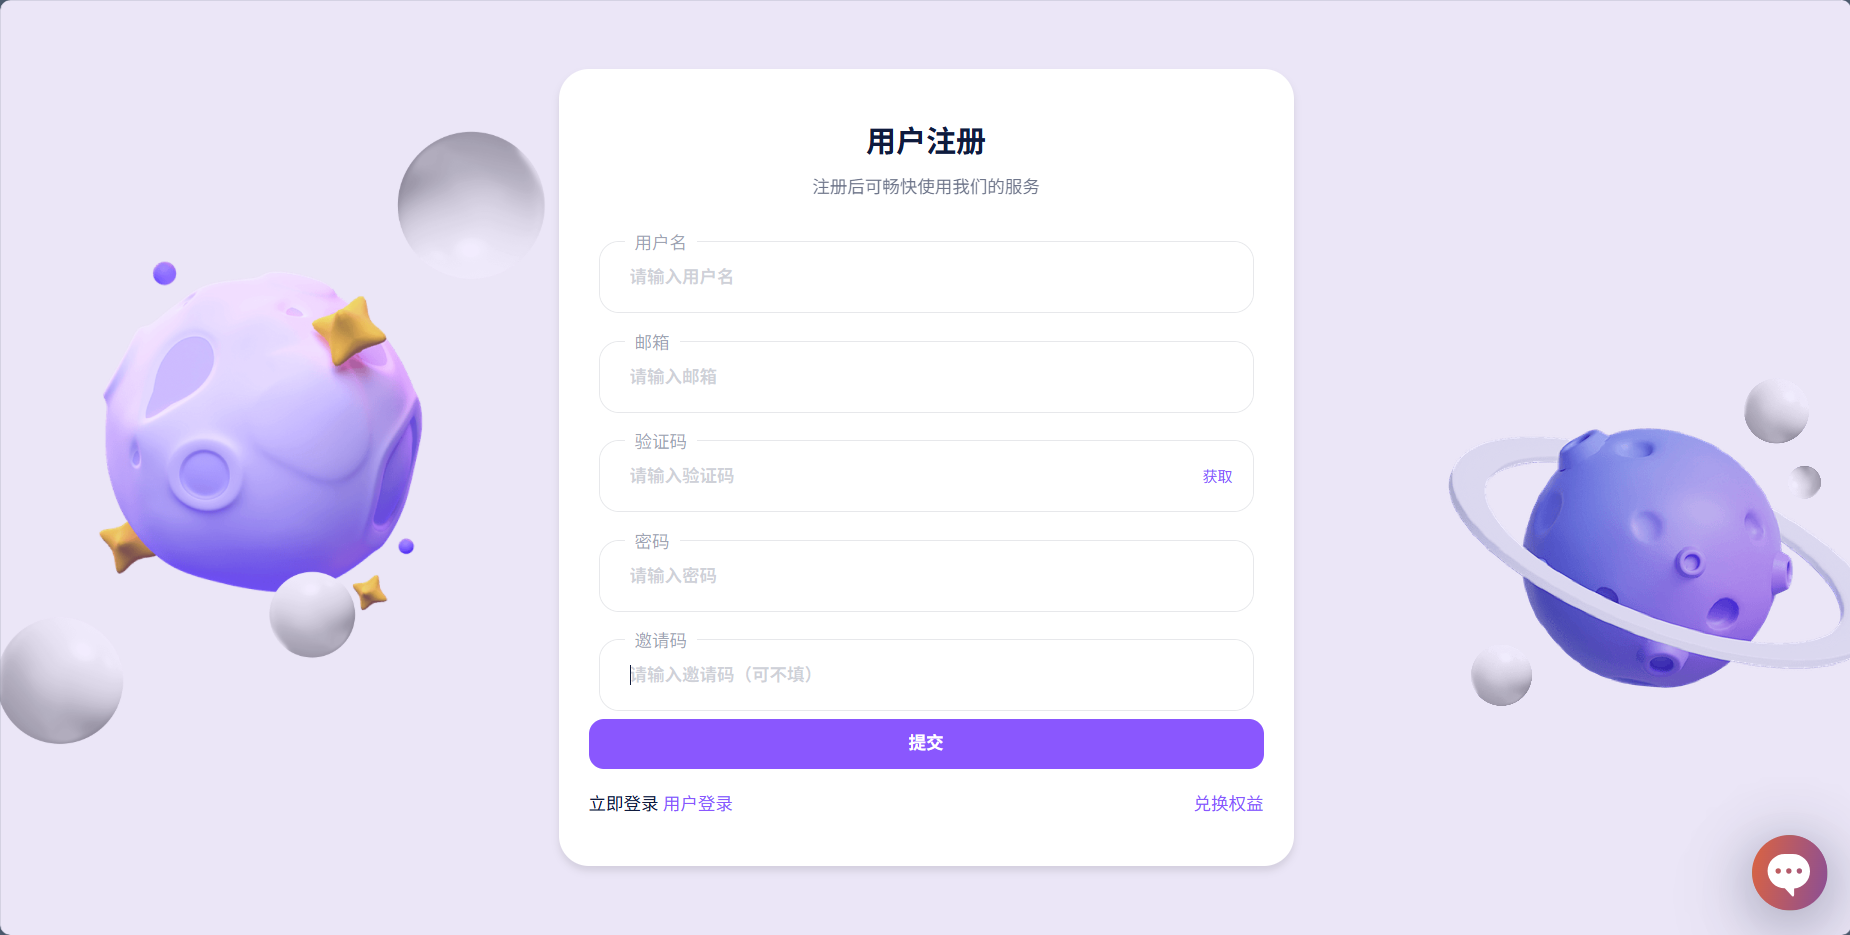 用户注册
注册后可畅快使用我们的服务
用户名
请输入用户名
邮箱
请输入邮箱
验证码
请输入验证码 获取
密码
请输入密码
邀请码
请输入邀请码（可不填）
提交
立即登录 用户登录 兑换权益